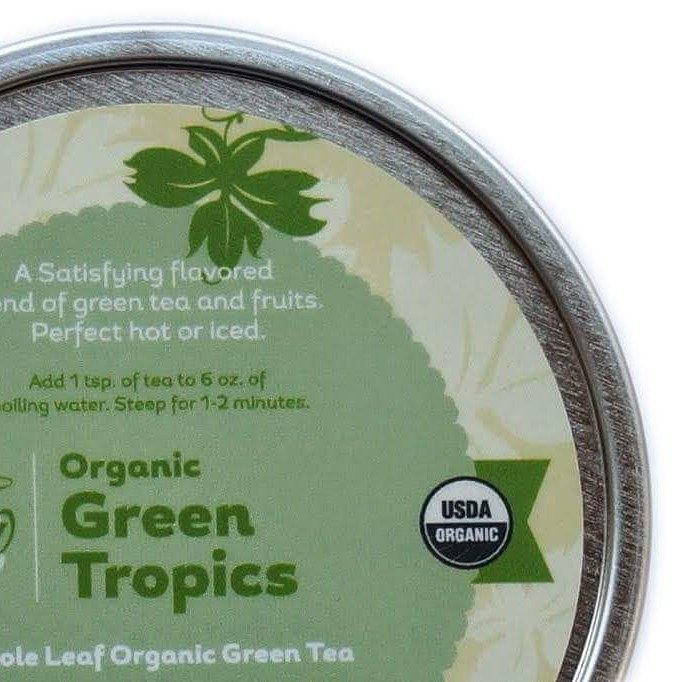 A Satisfying flavored
nd of green tea and fruits.
Perfect hot or iced.
Add 1 tsp. of tea to 6 oz. of
oiling water. Steep for 1-2 minutes.
Organic
Green
Tropics
USDA
ORGANIC
ole Leaf Organic Green Tea